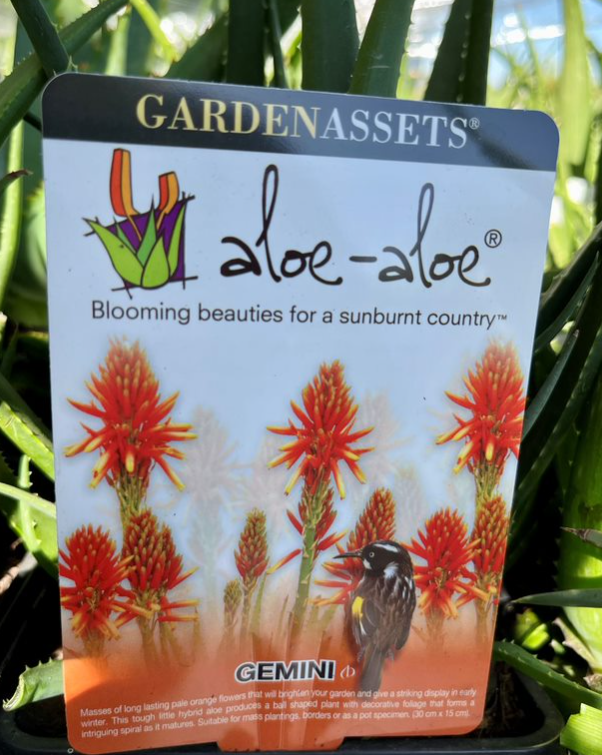 GARDENASSETS®
aloe-aloe®
Blooming beauties for a sunburnt country™
GEMINI
Masses of long lasting pale orange flowers that will brighten your garden and give a striking display in early
winter. This tough little hybrid aloe produces a ball shaped plant with decorative foliage that forms a
intriguing spiral as it matures. Suitable for mass plantings, borders or as a pot specimen. (30 cm x 15 cm).